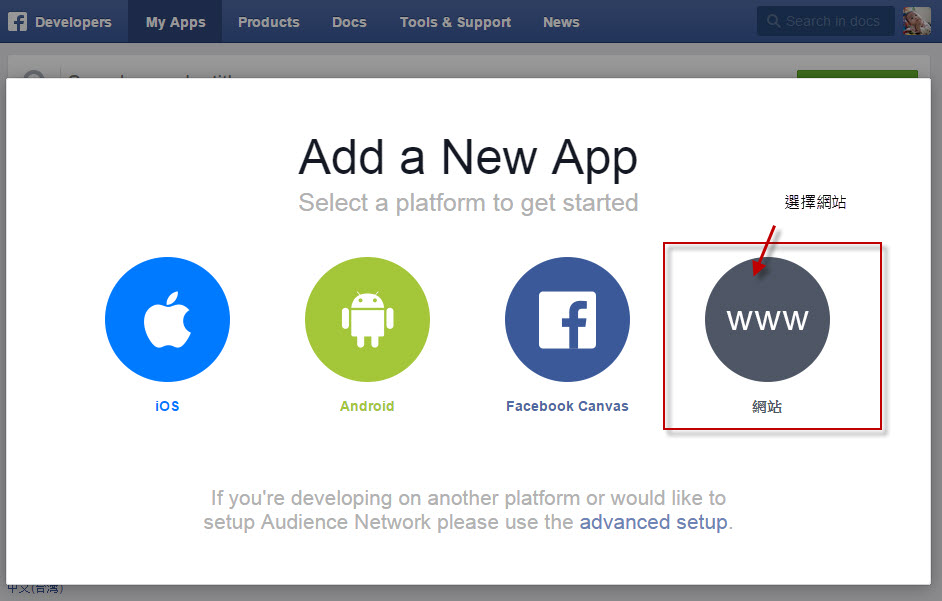 Developers My Apps Products Docs Tools & Support News Search in docs
Add a New App
Select a platform to get started
選擇網站
www
iOS Android Facebook Canvas 網站
If you're developing on another platform or would like to
setup Audience Network please use the advanced setup.
中文(台灣)